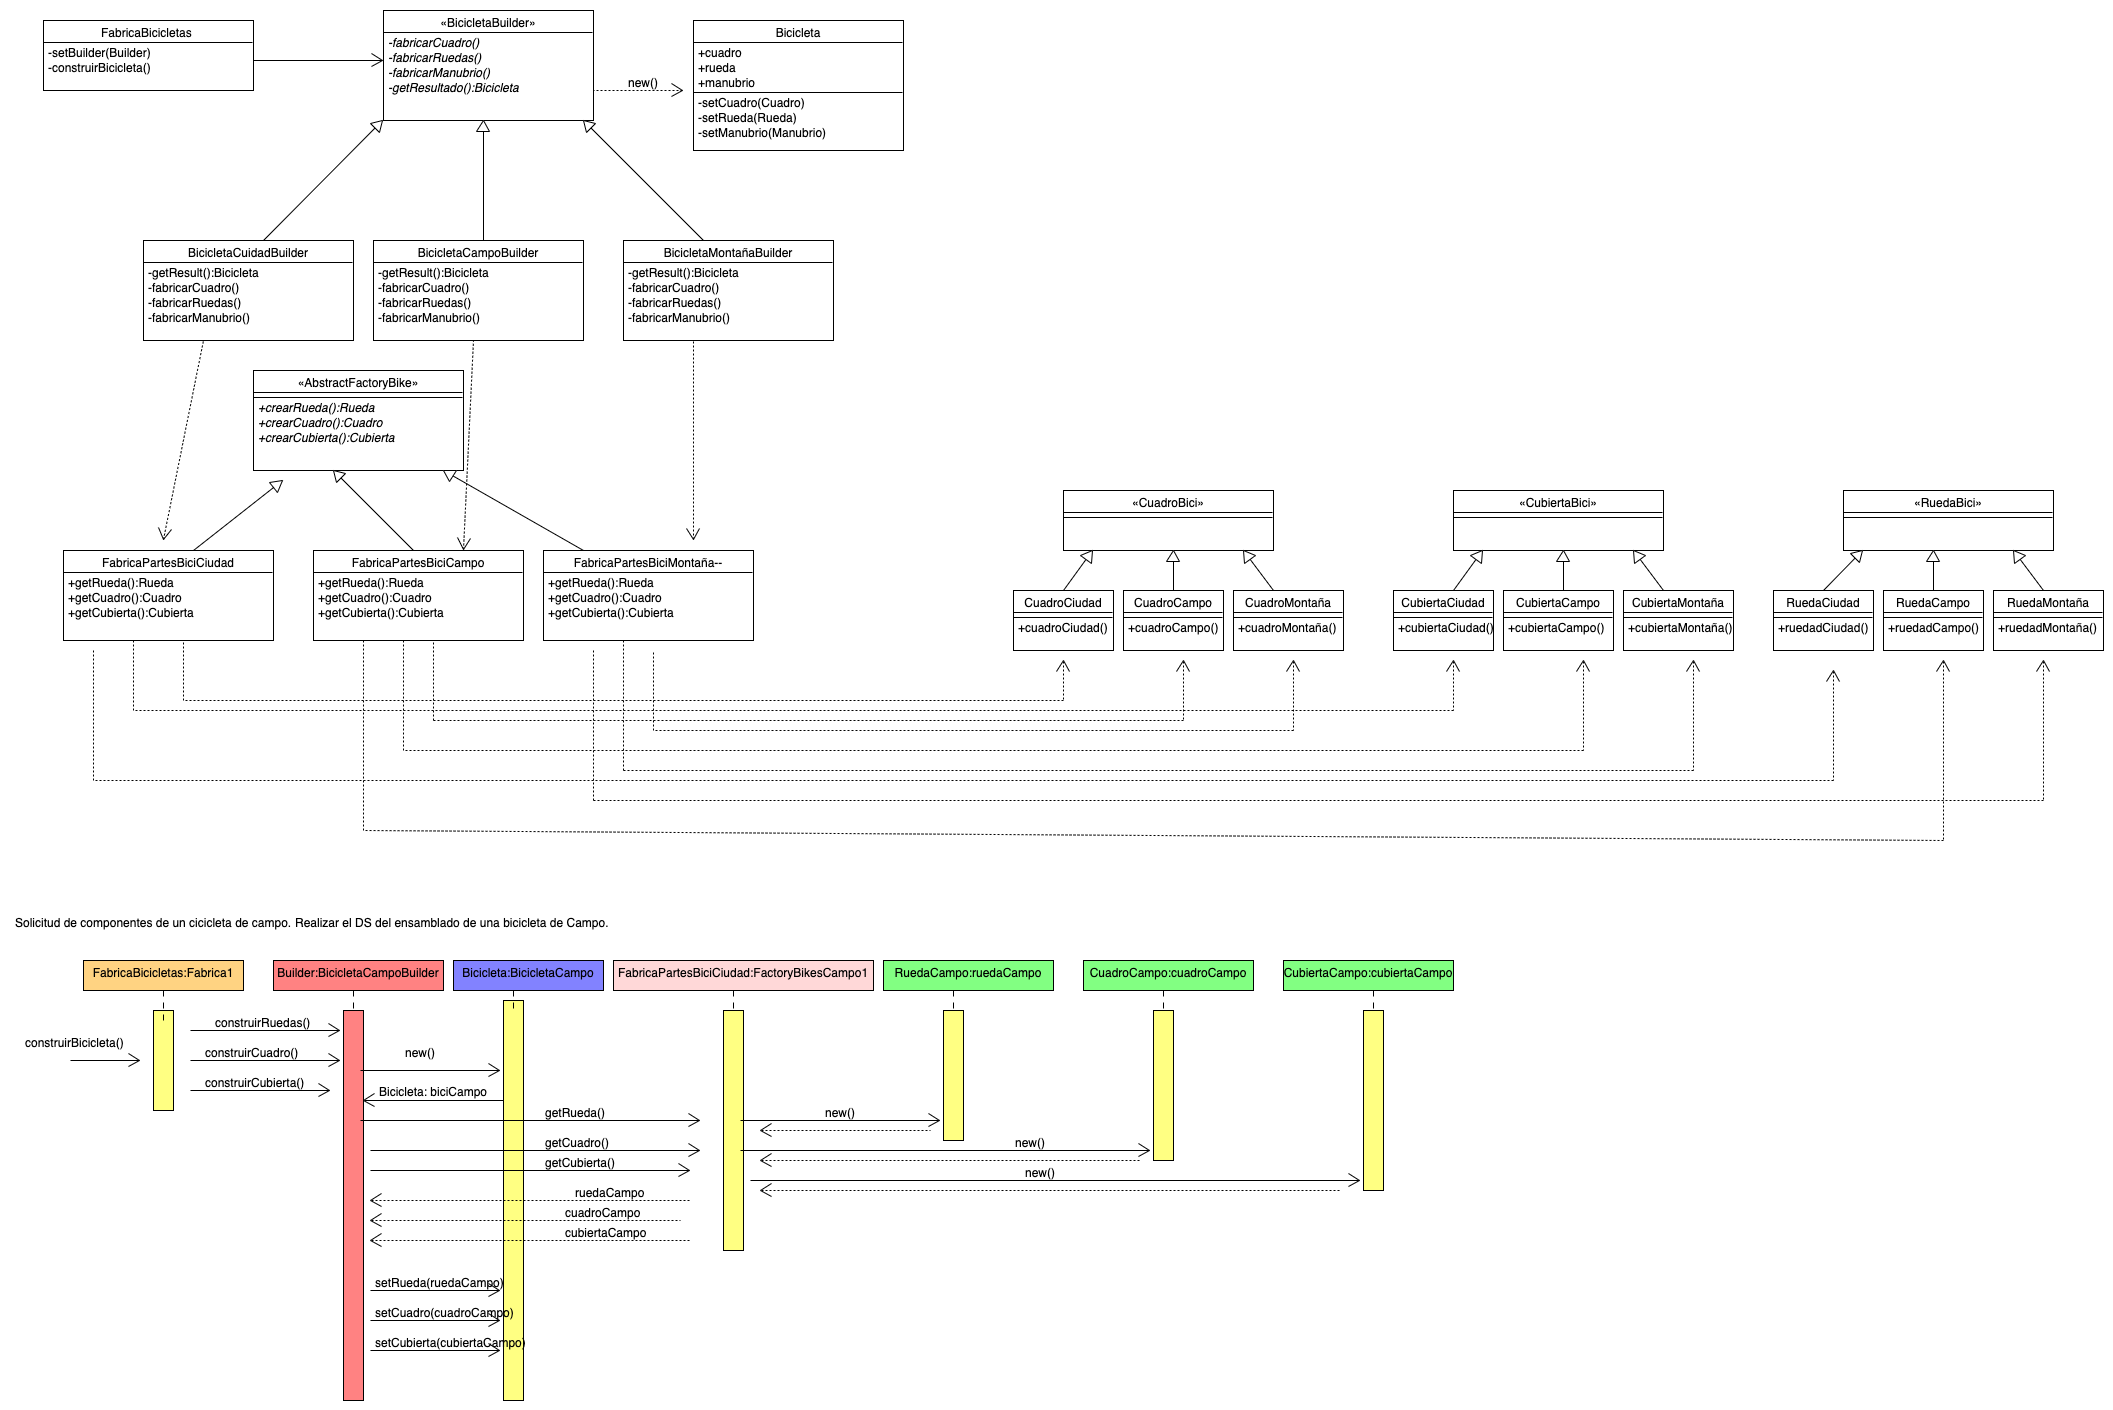 FabricaBicicletas
-setBuilder(Builder)
-construirBicicleta()
«BicicletaBuilder»
-fabricarCuadro()
-fabricarRuedas()
-fabricarManubrio()
-getResultado():Bicicleta
new()
Bicicleta
+cuadro
+rueda
+manubrio
-setCuadro(Cuadro)
-setRueda(Rueda)
-setManubrio(Manubrio)
BicicletaCuidadBuilder
-getResult():Bicicleta
-fabricarCuadro()
-fabricarRuedas()
-fabricarManubrio()
BicicletaCampoBuilder
-getResult():Bicicleta
-fabricarCuadro()
-fabricarRuedas()
-fabricarManubrio()
BicicletaMontañaBuilder
-getResult():Bicicleta
-fabricarCuadro()
-fabricarRuedas()
-fabricarManubrio()
«AbstractFactoryBike»
+crearRueda():Rueda
+crearCuadro():Cuadro
+crearCubierta():Cubierta
FabricaPartesBiciCiudad
+getRueda():Rueda
+getCuadro():Cuadro
+getCubierta():Cubierta
FabricaPartesBiciCampo
+getRueda():Rueda
+getCuadro():Cuadro
+getCubierta():Cubierta
FabricaPartesBiciMontaña--
+getRueda():Rueda
+getCuadro():Cuadro
+getCubierta():Cubierta
«CuadroBici»
CuadroCiudad
+cuadroCiudad()
CuadroCampo
+cuadroCampo()
CuadroMontaña
+cuadroMontaña()
«CubiertaBici»
CubiertaCiudad
+cubiertaCiudad()
CubiertaCampo
+cubiertaCampo()
CubiertaMontaña
+cubiertaMontaña()
«RuedaBici»
RuedaCiudad
+ruedadCiudad()
RuedaCampo
+ruedadCampo()
RuedaMontaña
+ruedadMontaña()
Solicitud de componentes de un cicicleta de campo. Realizar el DS del ensamblado de una bicicleta de Campo.
FabricaBicicletas:Fabrica1
Builder:BicicletaCampoBuilder
Bicicleta:BicicletaCampo
FabricaPartesBiciCiudad:FactoryBikesCampo1
RuedaCampo:ruedaCampo
CuadroCampo:cuadroCampo
CubiertaCampo:cubiertaCampo
construirRuedas()
construirBicicleta()
construirCuadro()
new()
construirCubierta()
Bicicleta: biciCampo
getRueda()
new()
getCuadro()
new()
getCubierta()
new()
ruedaCampo
cuadroCampo
cubiertaCampo
setRueda(ruedaCampo)
setCuadro(cuadroCampo)
setCubierta(cubiertaCampo)